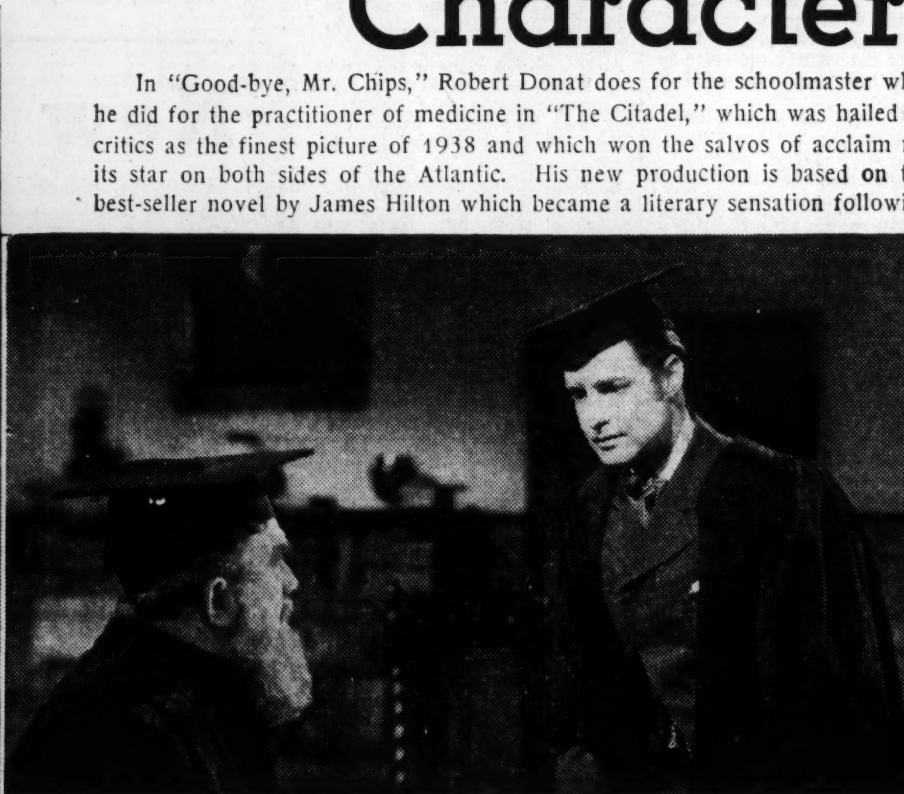 Character
In “Good-bye, Mr. Chips,” Robert Donat does for the schoolmaster
he did for the practitioner of medicine in “The Citadel,” which was hailed
critics as the finest picture of 1938 and which won the salvos of acclaim
its star on both sides of the Atlantic. His new production is based on
best-seller novel by James Hilton which became a literary sensation